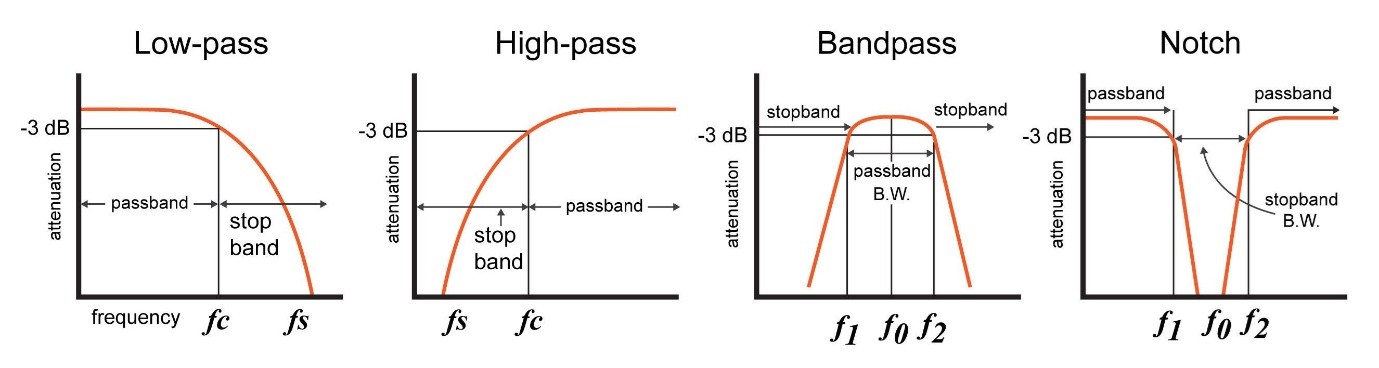 Low-pass
-3 dB
attenuation
passband
stop
band
frequency
fc
fs
High-pass
-3 dB
attenuation
passband
stop
band
fs
fc
Bandpass
stopband
stopband
-3 dB
attenuation
passband
B.W.
f1
f0
f2
Notch
passband
passband
-3 dB
attenuation
stopband
B.W.
f1
f0
f2